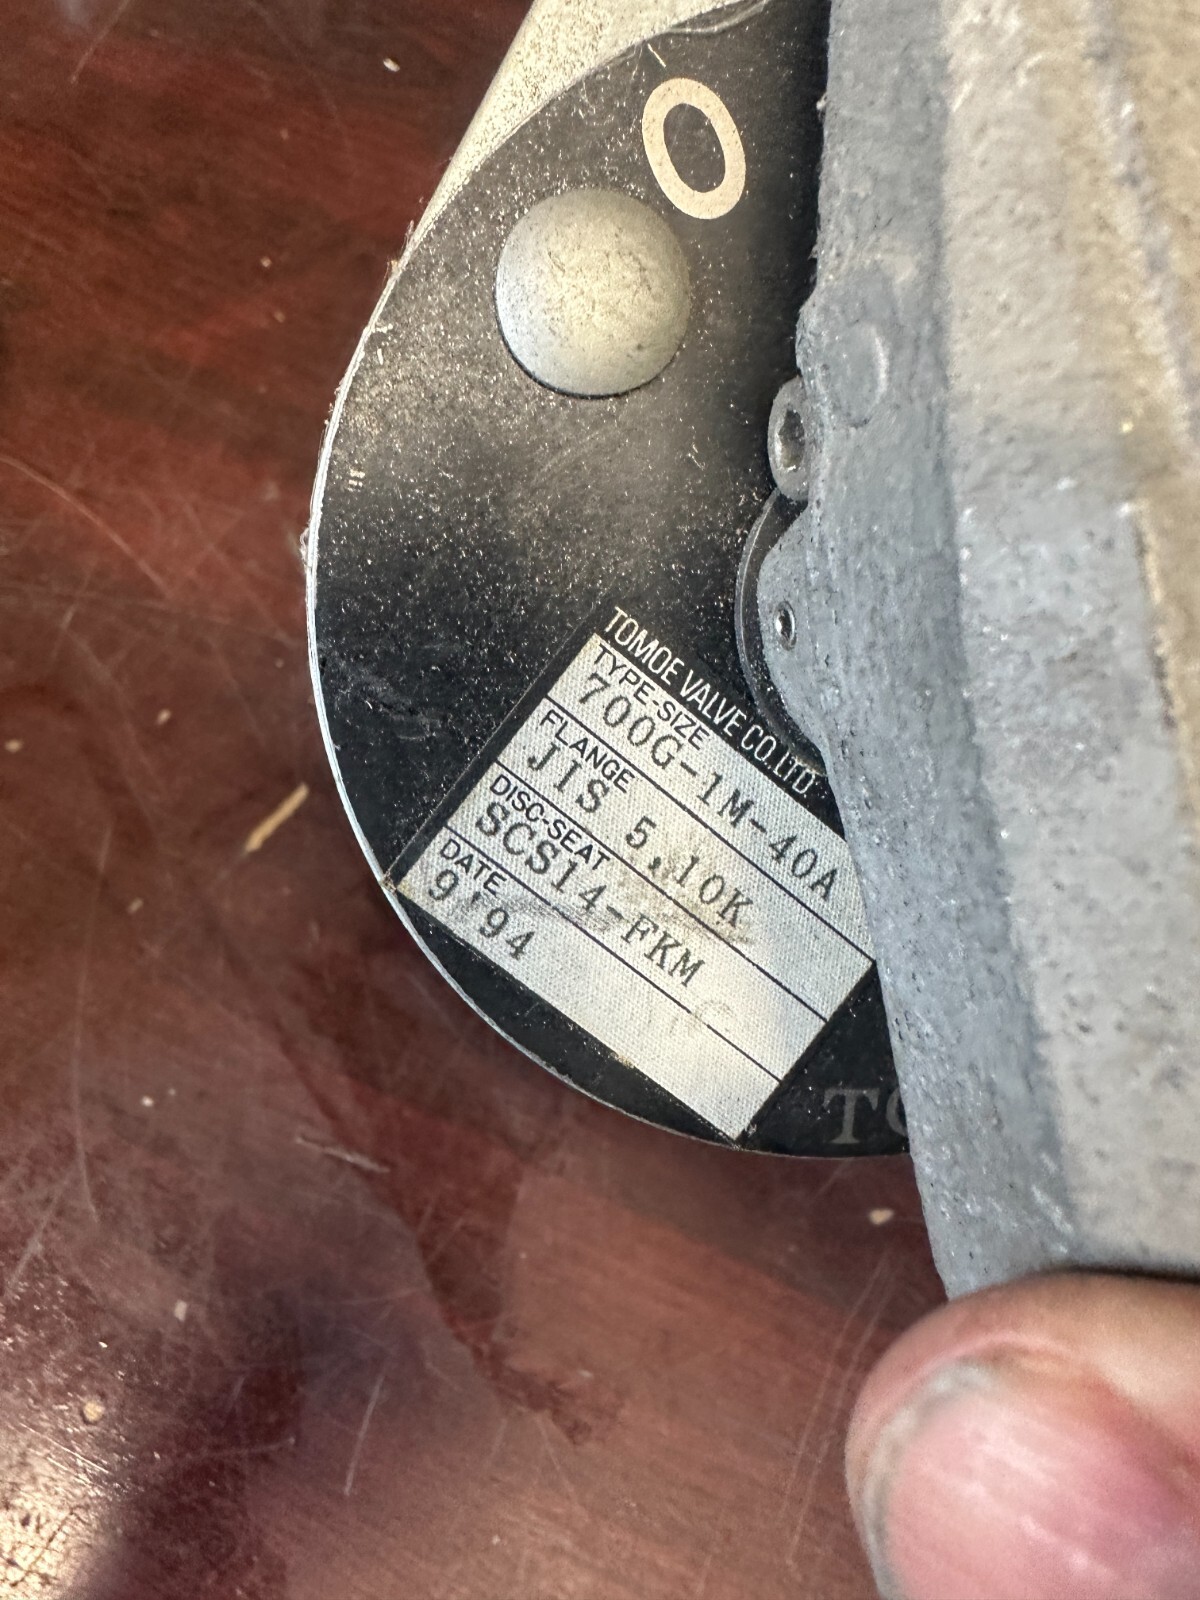 O
TOMOE VALVE CO.,LTD.
TYPE-SIZE
700G-1M-40A
FLANGE
JIS 5,10K
DISC-SEAT
SCS14-FKM
DATE
9'94